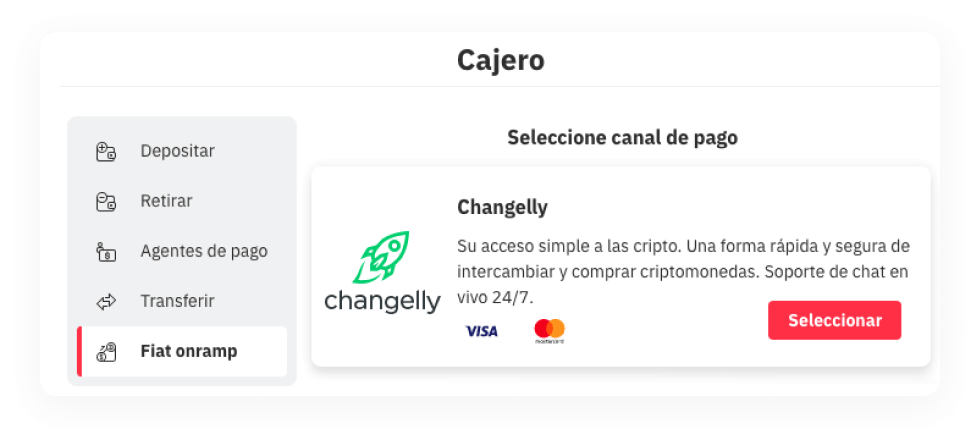 Cajero
Depositar
Retirar
Agentes de pago
Transferir
Fiat onramp
Seleccione canal de pago
changelly
Changelly
Su acceso simple a las cripto. Una forma rápida y segura de
intercambiar y comprar criptomonedas. Soporte de chat en
vivo 24/7.
VISA
mastercard
Seleccionar